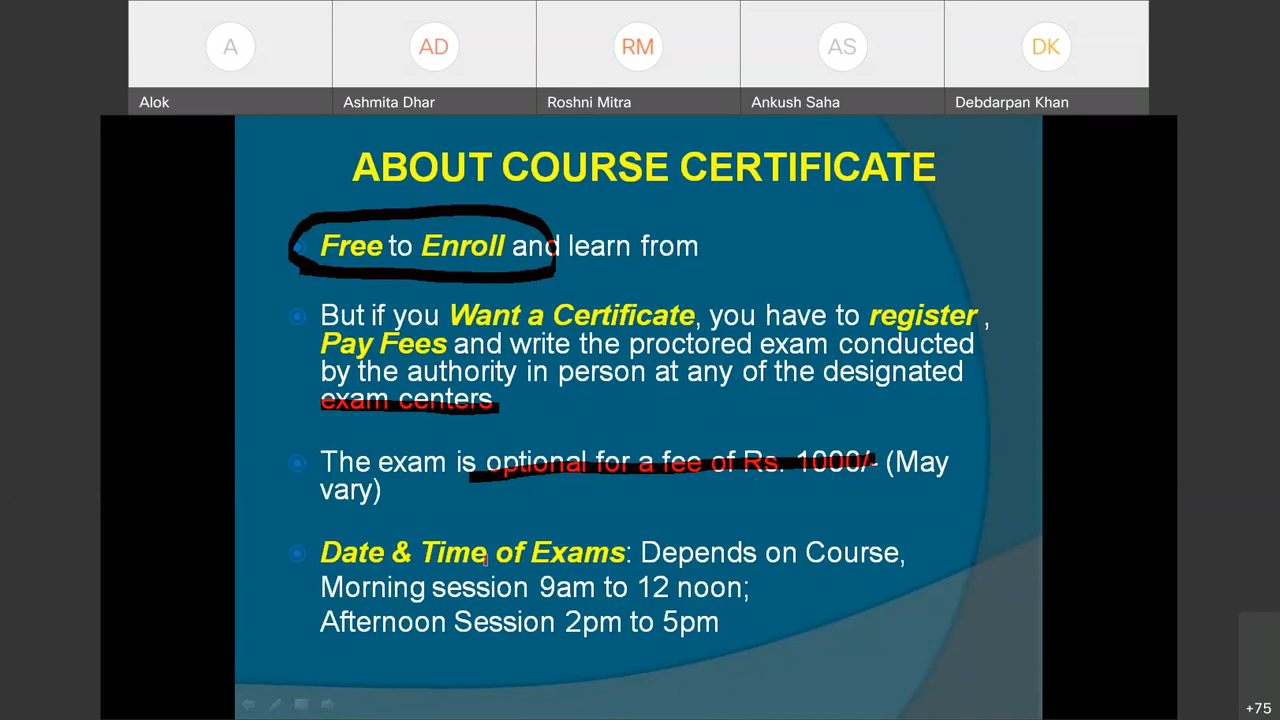 A
AD
RM
AS
DK
Alok
Ashmita Dhar
Roshni Mitra
Ankush Saha
Debdarpan Khan
ABOUT COURSE CERTIFICATE
Free to Enroll and learn from
But if you Want a Certificate, you have to register ,
Pay Fees and write the proctored exam conducted
by the authority in person at any of the designated
exam centers
The exam is optional for a fee of Rs. 1000/- (May
vary)
Date & Time of Exams: Depends on Course,
Morning session 9am to 12 noon;
Afternoon Session 2pm to 5pm
+75